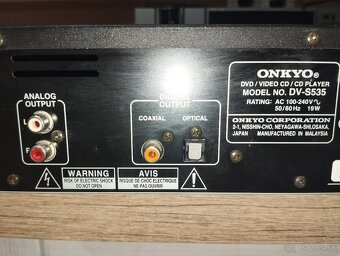 ONKYO®
DVD / VIDEO CD / CD PLAYER
MODEL NO. DV-S535
RATING: AC 100-240V
50/60Hz 19W
ONKYO CORPORATION
2-1, NISSHIN-CHO, NEYAGAWA-SHI, OSAKA,
JAPAN MANUFACTURED IN MALAYSIA
ANALOG
OUTPUT
L
R
OUTPUT
COAXIAL
OPTICAL
WARNING
RISK OF ELECTRIC SHOCK
DO NOT OPEN
AVIS
RISQUE DE CHOC ELECTRIQUE
NE PAS OUVRIR